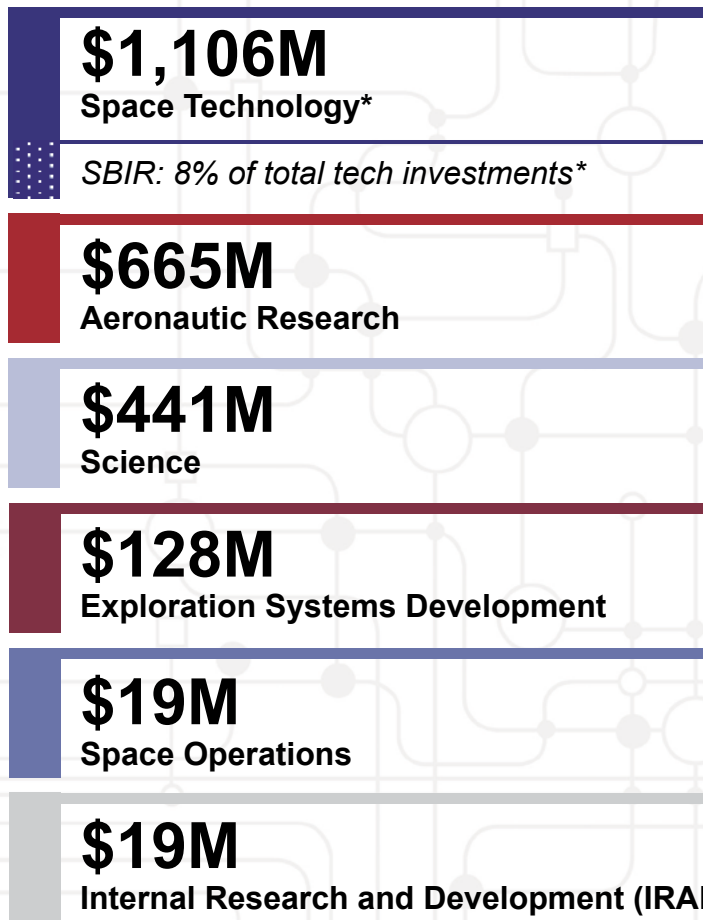 $1,106M
Space Technology*
SBIR: 8% of total tech investments*
$665M
Aeronautic Research
$441M
Science
$128M
Exploration Systems Development
$19M
Space Operations
$19M
Internal Research and Development